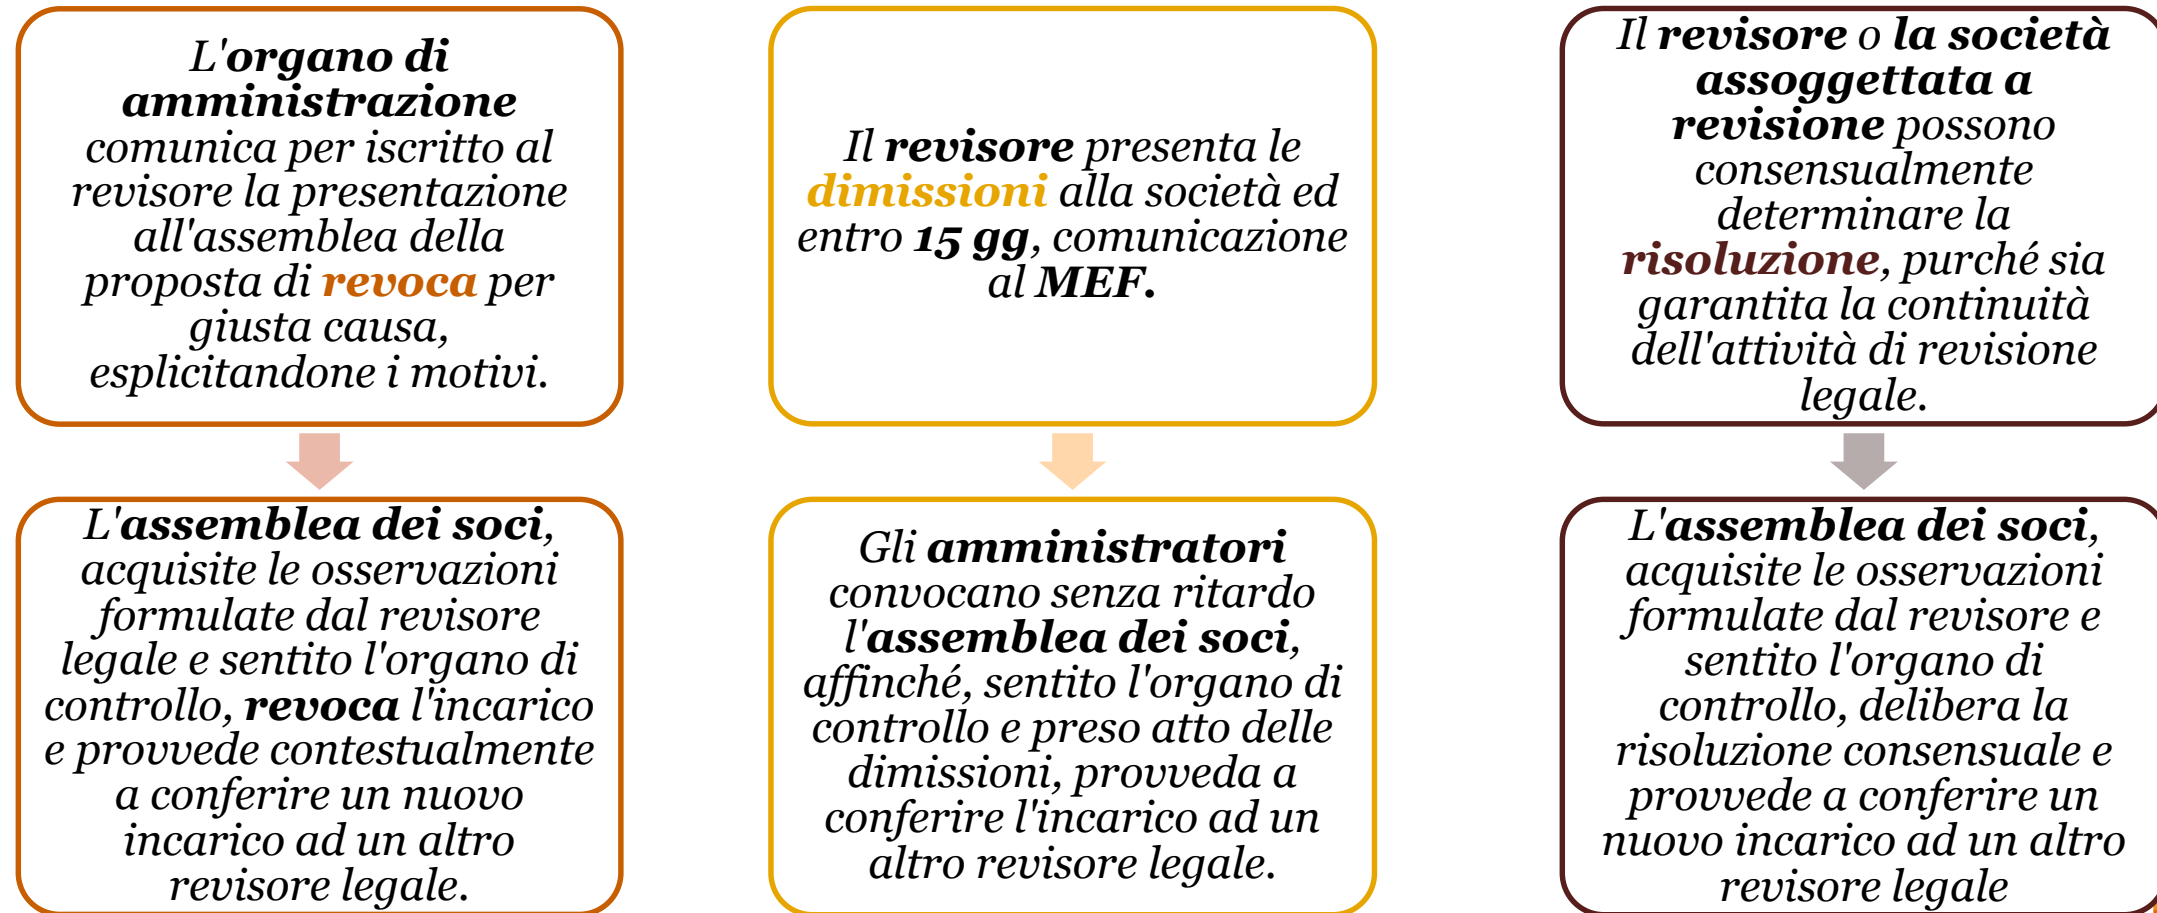 L'organo di
amministrazione
comunica per iscritto al
revisore la presentazione
all'assemblea della
proposta di revoca per
giusta causa,
esplicitandone i motivi.
L'assemblea dei soci,
acquisite le osservazioni
formulate dal revisore
legale e sentito l'organo di
controllo, revoca l'incarico
e provvede contestualmente
a conferire un nuovo
incarico ad un altro
revisore legale.
Il revisore presenta le
dimissioni alla società ed
entro 15 gg, comunicazione
al MEF.
Gli amministratori
convocano senza ritardo
l'assemblea dei soci,
affinché, sentito l'organo di
controllo e preso atto delle
dimissioni, provveda a
conferire l'incarico ad un
altro revisore legale.
Il revisore o la società
assoggettata a
revisione possono
consensualmente
determinare la
risoluzione, purché sia
garantita la continuità
dell'attività di revisione
legale.
L'assemblea dei soci,
acquisite le osservazioni
formulate dal revisore e
sentito l'organo di
controllo, delibera la
risoluzione consensuale e
provvede a conferire un
nuovo incarico ad un altro
revisore legale